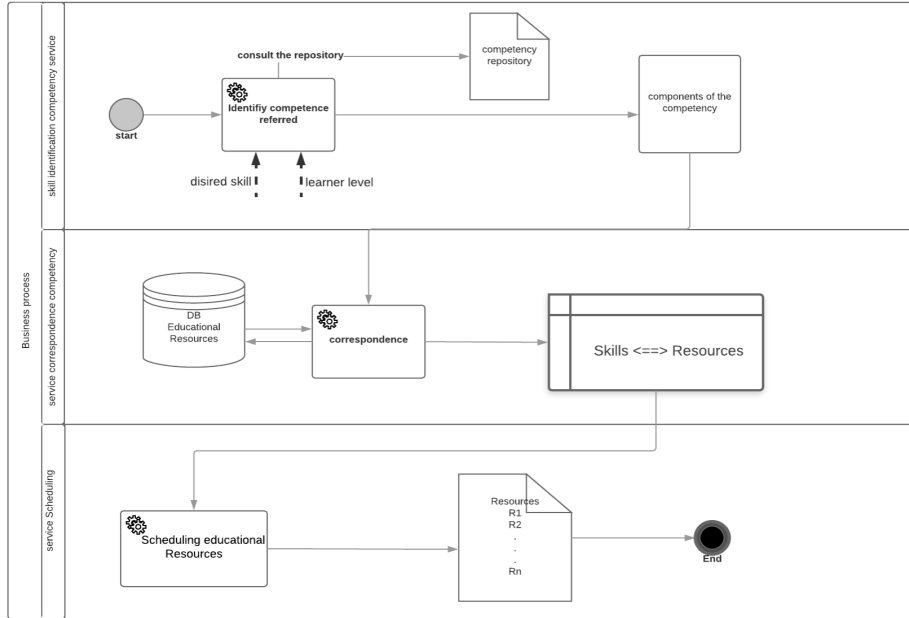 Business process
skill identification competency service
consult the repository
competency
repository
Identifiy competence
referred
components of the
competency
start
disired skill
learner level
service correspondence competency
DB
Educational
Resources
correspondence
Skills <==> Resources
service Scheduling
Scheduling educational
Resources
Resources
R1
R2
.
.
.
Rn
End